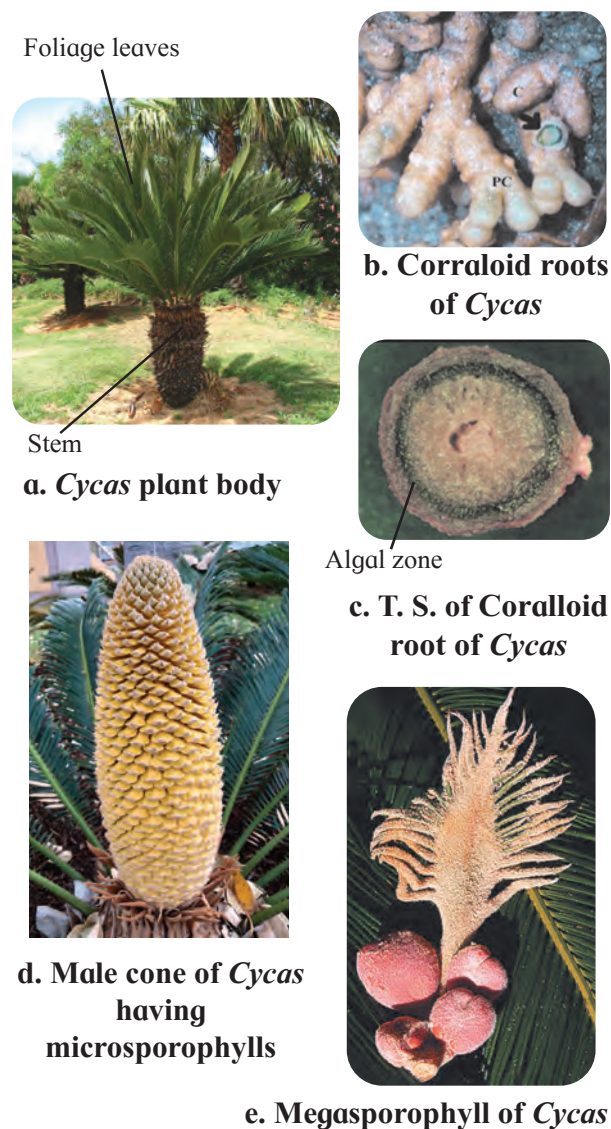 Foliage leaves
C
PC
b. Corraloid roots
of Cycas
Stem
a. Cycas plant body
Algal zone
c. T. S. of Coralloid
root of Cycas
d. Male cone of Cycas
having
microsporophylls
e. Megasporophyll of Cycas